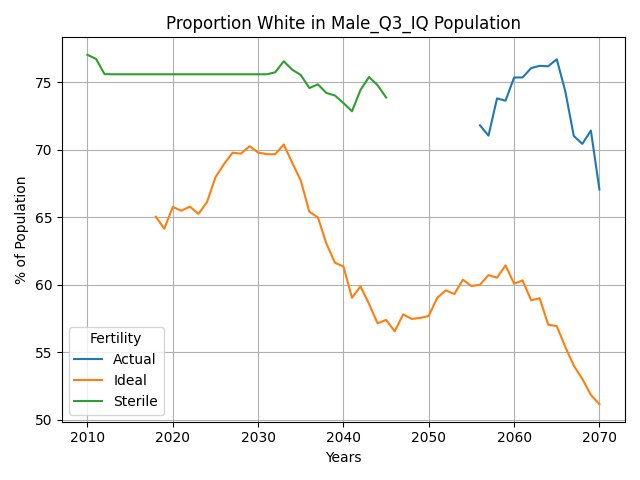 Proportion White in Male_Q3_IQ Population
% of Population
75
70
65
60
55
50
Fertility
Actual
Ideal
Sterile
2010 2020 2030 2040 2050 2060 2070
Years